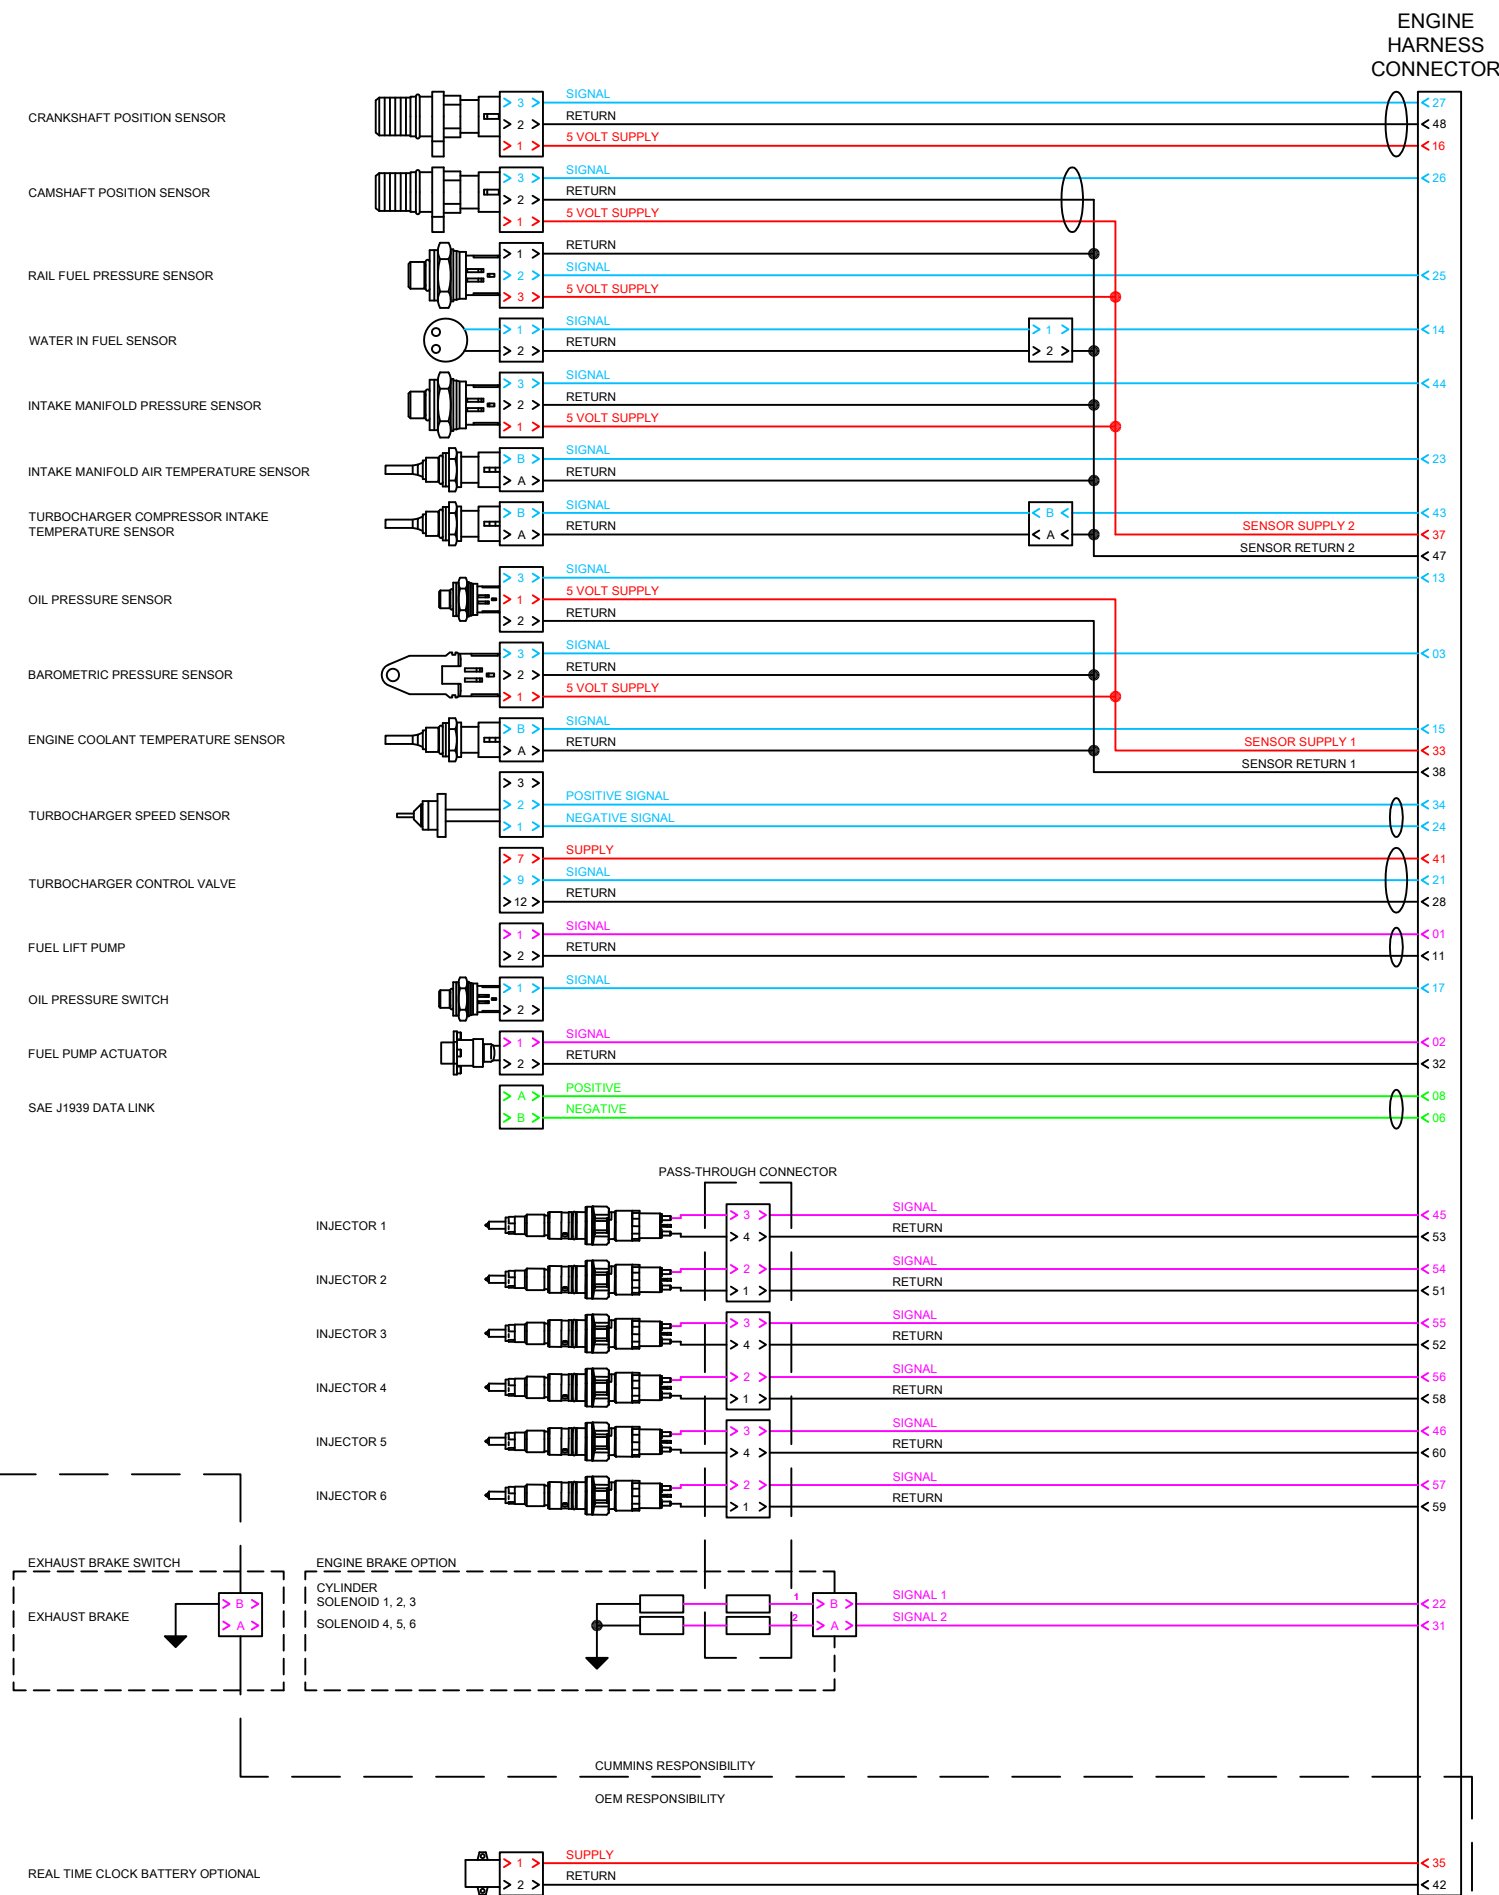 ENGINE
HARNESS
CONNECTOR
CRANKSHAFT POSITION SENSOR
3 SIGNAL 27
2 RETURN 48
1 5 VOLT SUPPLY 16
CAMSHAFT POSITION SENSOR
3 SIGNAL 26
2 RETURN
1 5 VOLT SUPPLY
RAIL FUEL PRESSURE SENSOR
1 RETURN
2 SIGNAL 25
3 5 VOLT SUPPLY
WATER IN FUEL SENSOR
1 SIGNAL 1 14
2 RETURN 2
INTAKE MANIFOLD PRESSURE SENSOR
3 SIGNAL 44
2 RETURN
1 5 VOLT SUPPLY
INTAKE MANIFOLD AIR TEMPERATURE SENSOR
B SIGNAL 23
A RETURN
TURBOCHARGER COMPRESSOR INTAKE
TEMPERATURE SENSOR
B SIGNAL B 43
A RETURN A
SENSOR SUPPLY 2 37
SENSOR RETURN 2 47
OIL PRESSURE SENSOR
3 SIGNAL 13
1 5 VOLT SUPPLY
2 RETURN
BAROMETRIC PRESSURE SENSOR
3 SIGNAL 03
2 RETURN
1 5 VOLT SUPPLY
ENGINE COOLANT TEMPERATURE SENSOR
B SIGNAL 15
A RETURN
SENSOR SUPPLY 1 33
SENSOR RETURN 1 38
TURBOCHARGER SPEED SENSOR
3
2 POSITIVE SIGNAL 34
1 NEGATIVE SIGNAL 24
TURBOCHARGER CONTROL VALVE
7 SUPPLY 41
9 SIGNAL 21
12 RETURN 28
FUEL LIFT PUMP
1 SIGNAL 01
2 RETURN 11
OIL PRESSURE SWITCH
1 SIGNAL 17
2
FUEL PUMP ACTUATOR
1 SIGNAL 02
2 RETURN 32
SAE J1939 DATA LINK
A POSITIVE 08
B NEGATIVE 06
PASS-THROUGH CONNECTOR
INJECTOR 1
3 SIGNAL 45
4 RETURN 53
INJECTOR 2
2 SIGNAL 54
1 RETURN 51
INJECTOR 3
3 SIGNAL 55
4 RETURN 52
INJECTOR 4
2 SIGNAL 56
1 RETURN 58
INJECTOR 5
3 SIGNAL 46
4 RETURN 60
INJECTOR 6
2 SIGNAL 57
1 RETURN 59
EXHAUST BRAKE SWITCH
EXHAUST BRAKE
B
A
ENGINE BRAKE OPTION
CYLINDER
SOLENOID 1, 2, 3
SOLENOID 4, 5, 6
1 B SIGNAL 1 22
2 A SIGNAL 2 31
CUMMINS RESPONSIBILITY
OEM RESPONSIBILITY
REAL TIME CLOCK BATTERY OPTIONAL
1 SUPPLY 35
2 RETURN 42